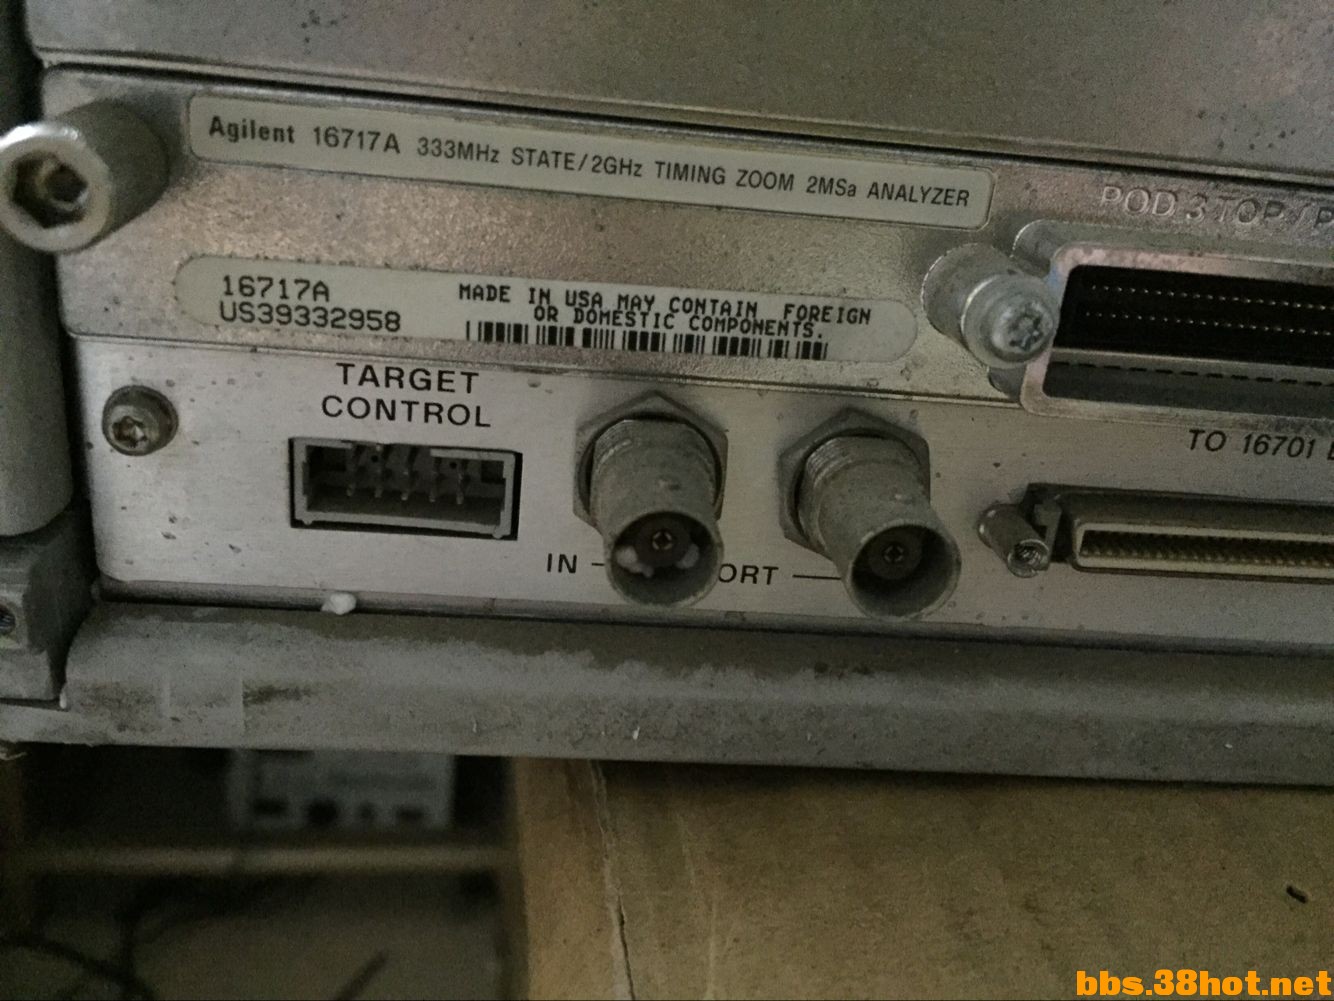 Agilent 16717A 333MHz STATE/2GHz TIMING ZOOM 2MSa ANALYZER
POD 3 TOP / P
16717A
US39332958
MADE IN USA MAY CONTAIN FOREIGN
OR DOMESTIC COMPONENTS.
TARGET
CONTROL
TO 16701
IN
ORT
bbs.38hot.net